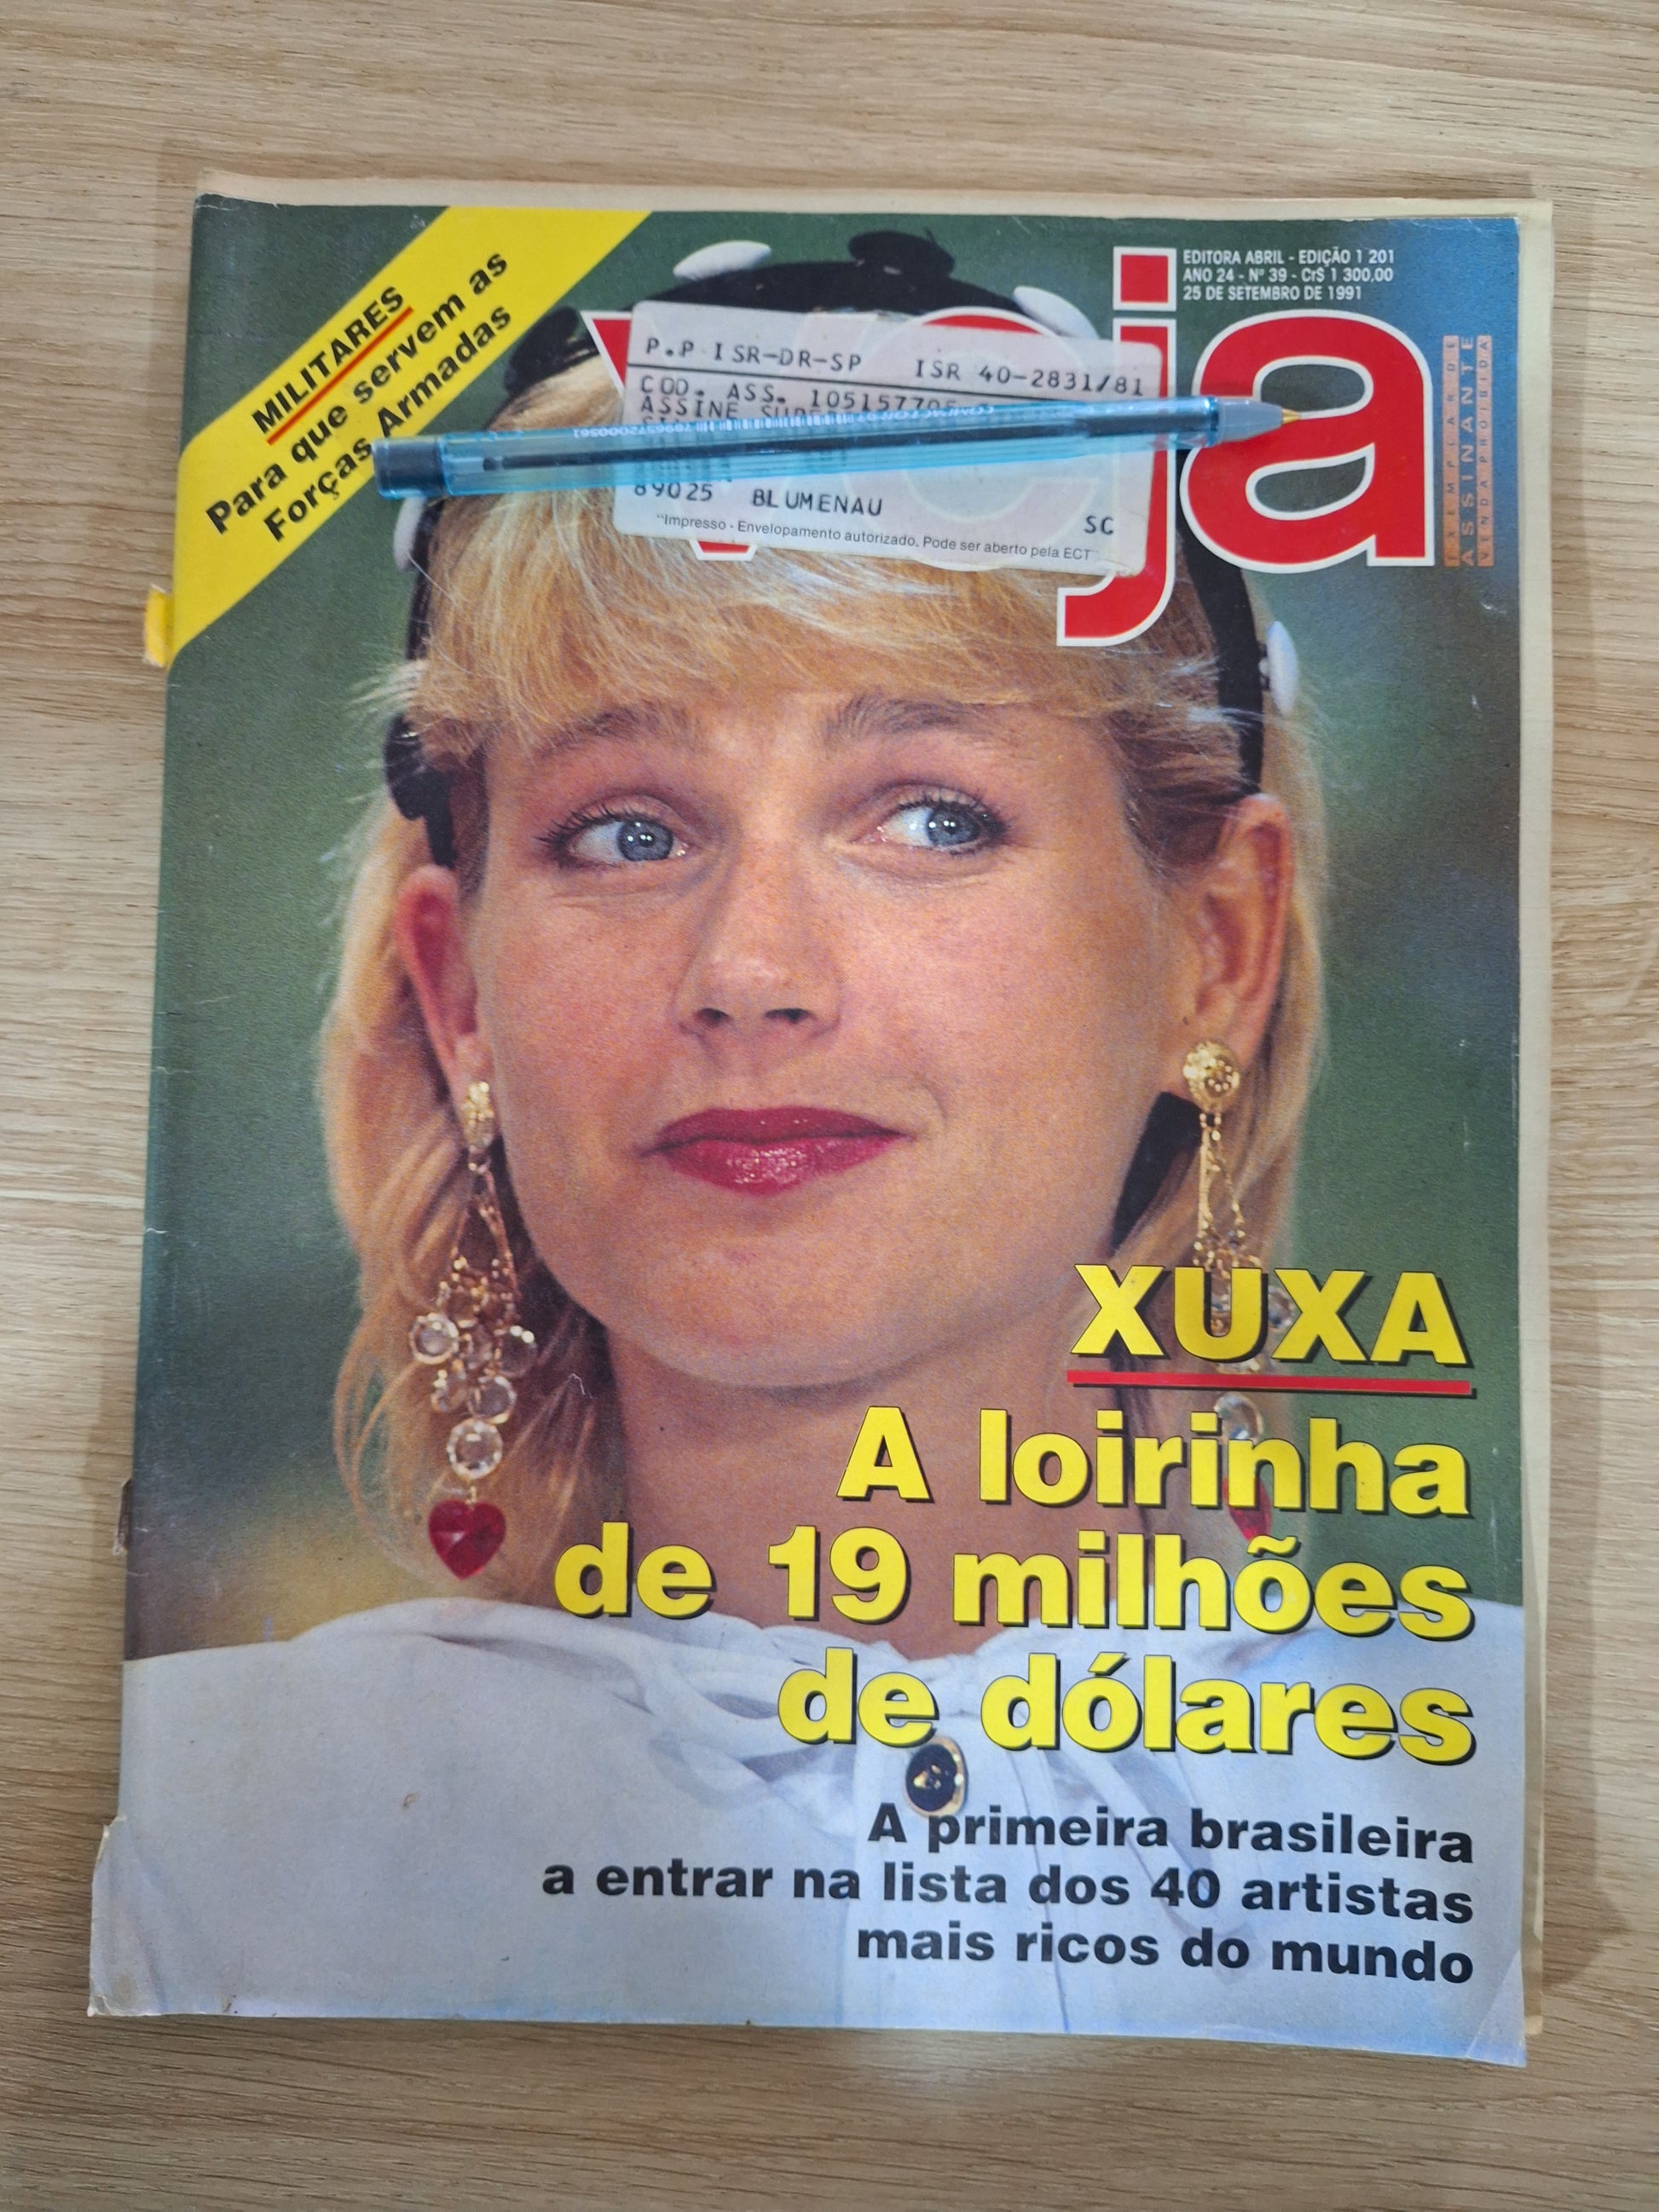 MILITARES
Para que servem as
Forças Armadas
veja
EDITORA ABRIL - EDIÇÃO 1 201
ANO 24 - Nº 39 - Cr$ 1 300,00
25 DE SETEMBRO DE 1991
EXEMPLAR DE
ASSINANTE
VENDA PROIBIDA
P.P ISR-DR-SP ISR 40-2831/81
COD. ASS.
ASSINE
89025 BLUMENAU SC
"Impresso - Envelopamento autorizado. Pode ser aberto pela ECT"
7896572000561
XUXA
A loirinha
de 19 milhões
de dólares
A primeira brasileira
a entrar na lista dos 40 artistas
mais ricos do mundo